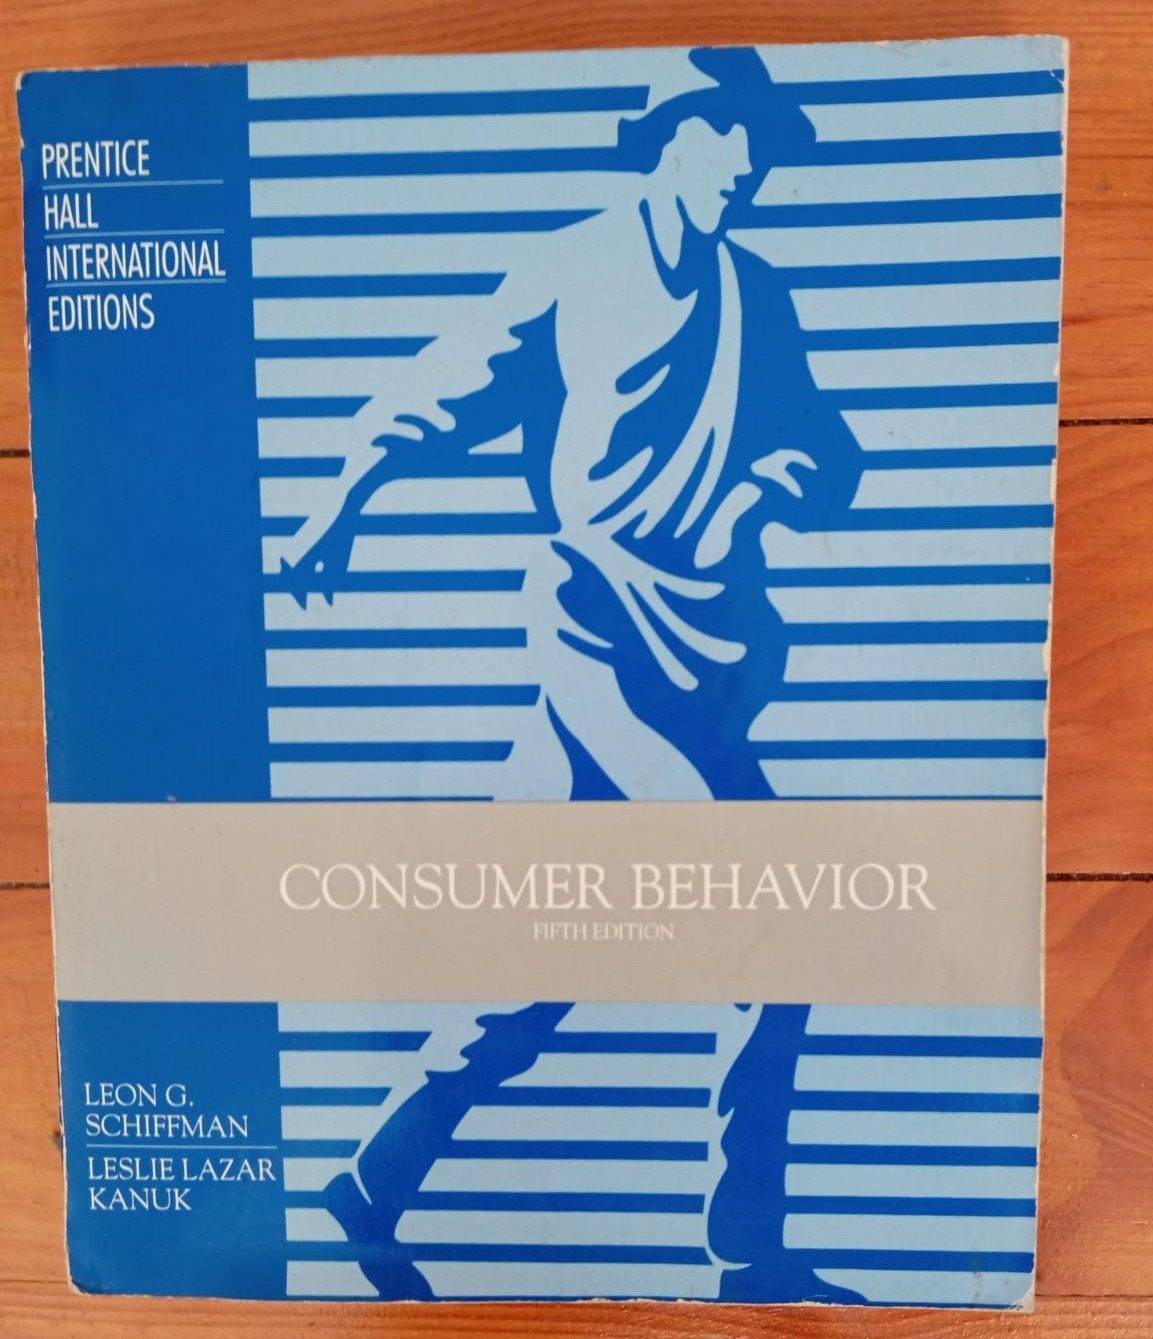 PRENTICE
HALL
INTERNATIONAL
EDITIONS
CONSUMER BEHAVIOR
FIFTH EDITION
LEON G.
SCHIFFMAN
LESLIE LAZAR
KANUK